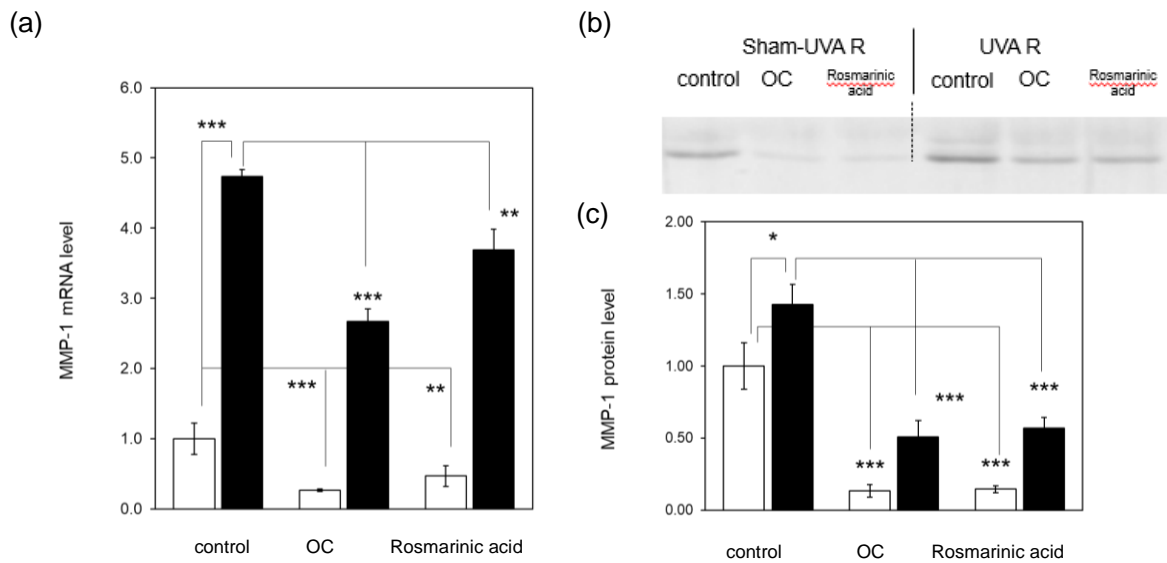 (a)
MMP-1 mRNA level
6.0
5.0
4.0
3.0
2.0
1.0
0.0
***
**
***
***
**
control OC Rosmarinic acid
(b)
Sham-UVA R UVA R
control OC Rosmarinic acid control OC Rosmarinic acid
(c)
MMP-1 protein level
2.00
1.50
1.00
0.50
0.00
*
***
***
***
***
control OC Rosmarinic acid